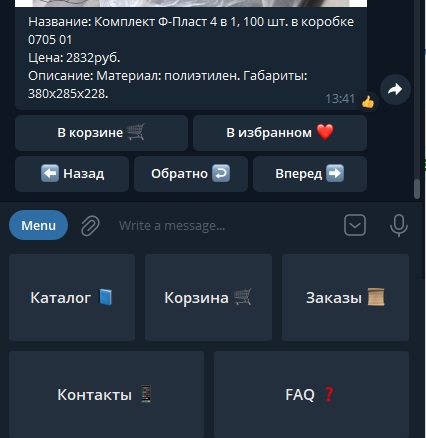 Название: Комплект Ф-Пласт 4 в 1, 100 шт. в коробке
0705 01
Цена: 2832руб.
Описание: Материал: полиэтилен. Габариты:
380х285х228.
13:41
В корзине 🛒 В избранном ❤️
⬅️ Назад Обратно ↩️ Вперед ➡️
Menu Write a message...
Каталог 📘 Корзина 🛒 Заказы 📜
Контакты 📱 FAQ ❓